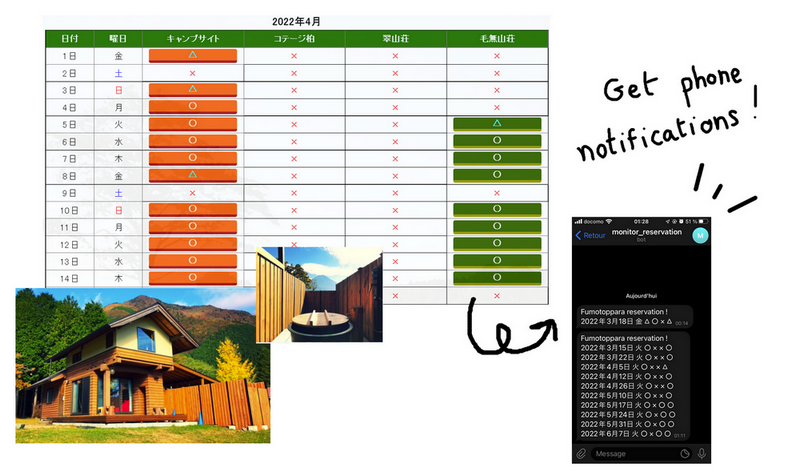 2022年4月
日付 曜日 キャンプサイト コテージ柏 翠山荘 毛無山荘
1日 金 △ × × ×
2日 土 × × × ×
3日 日 △ × × ×
4日 月 ○ × × ×
5日 火 ○ × × △
6日 水 ○ × × ○
7日 木 ○ × × ○
8日 金 △ × × ○
9日 土 × × × ×
10日 日 ○ × × ○
11日 月 ○ × × ○
12日 火 ○ × × ○
13日 水 ○ × ○
14日 木 ○ × ○
× ×
Get phone
notifications!
docomo 01:28 51%
Retour monitor_reservation M
bot
Aujourd'hui
Fumotoppara reservation !
2022年3月18日 金 △ ○ × △ 00:14
Fumotoppara reservation !
2022年3月15日 火 ○ × × ○
2022年3月22日 火 ○ × × ○
2022年4月5日 火 ○ × × △
2022年4月12日 火 ○ × × ○
2022年4月26日 火 ○ × × ○
2022年5月10日 火 ○ × × ○
2022年5月17日 火 ○ × ○ ○
2022年5月24日 火 ○ × ○ ○
2022年5月31日 火 ○ × ○ ○
2022年6月7日 火 ○ × ○ ○ 01:11
Message